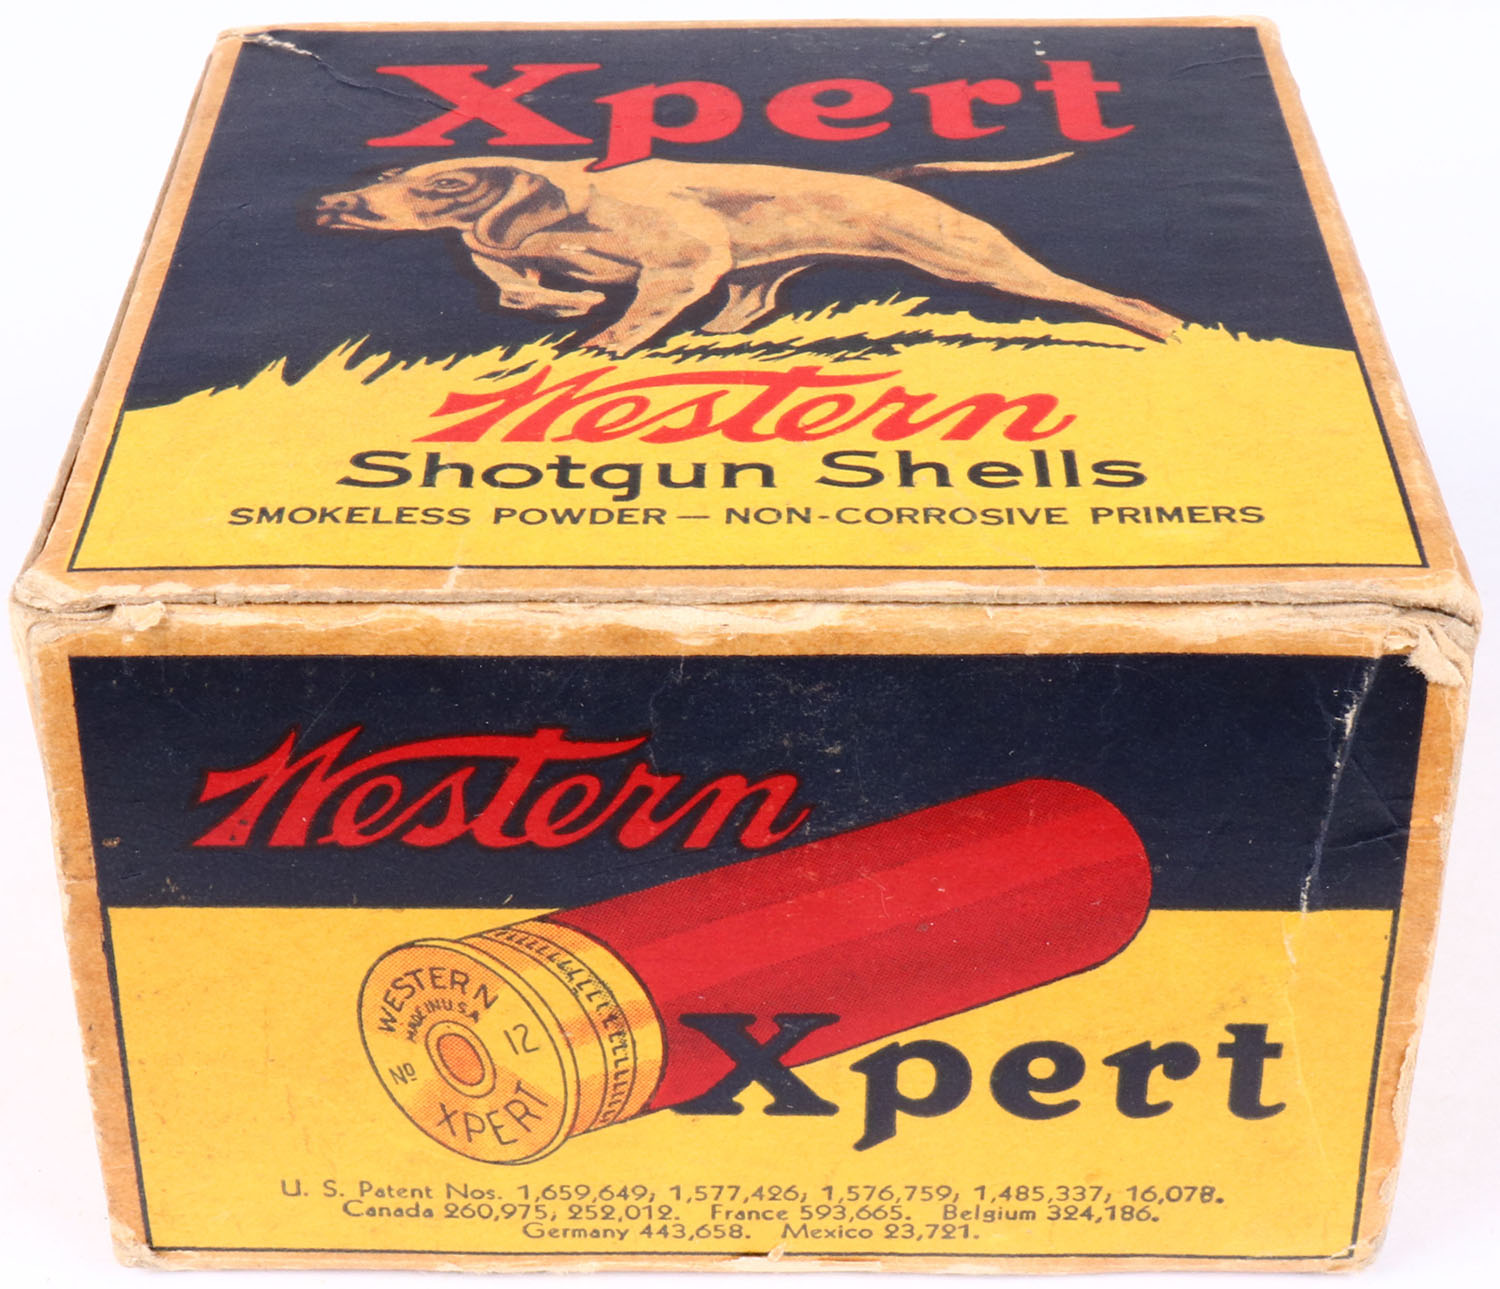 Xpert
Western
Shotgun Shells
SMOKELESS POWDER — NON-CORROSIVE PRIMERS
Western
WESTERN
MADE IN U.S.A.
No 12
XPERT
Xpert
U. S. Patent Nos. 1,659,649, 1,577,426, 1,576,759, 1,485,337, 16,078.
Canada 260,975, 252,012. France 593,665. Belgium 324,186.
Germany 443,658. Mexico 23,721.